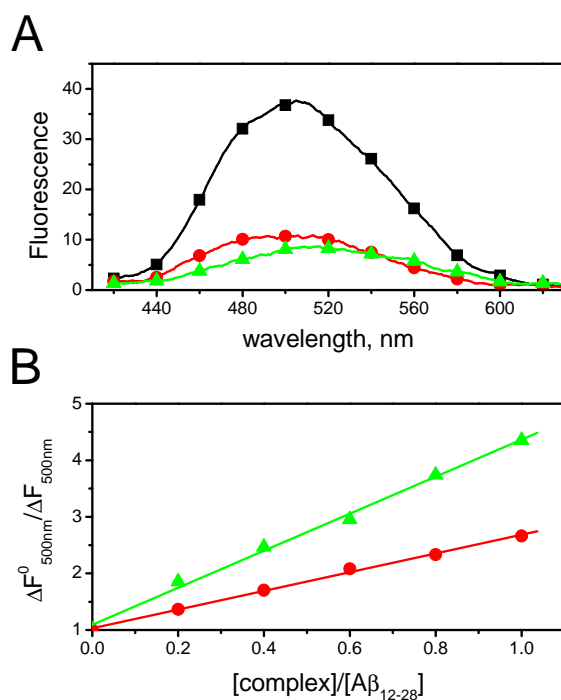 A
Fluorescence
40
30
20
10
0
440 480 520 560 600
wavelength, nm
B
ΔF⁰₅₀₀ₙₘ/ΔF₅₀₀ₙₘ
5
4
3
2
1
0.0 0.2 0.4 0.6 0.8 1.0
[complex]/[Aβ₁₂₋₂₈]